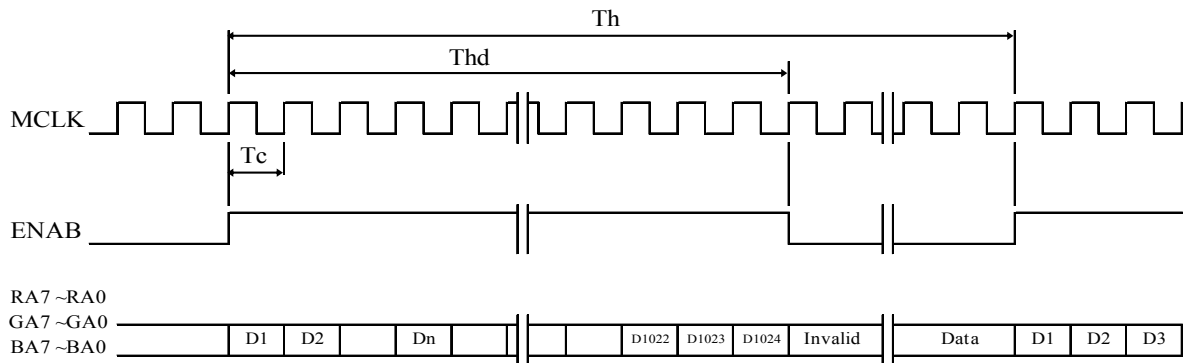 Th
Thd
MCLK
Tc
ENAB
RA7 ~RA0
GA7 ~GA0
BA7 ~BA0
D1 D2 Dn D1022 D1023 D1024 Invalid Data D1 D2 D3